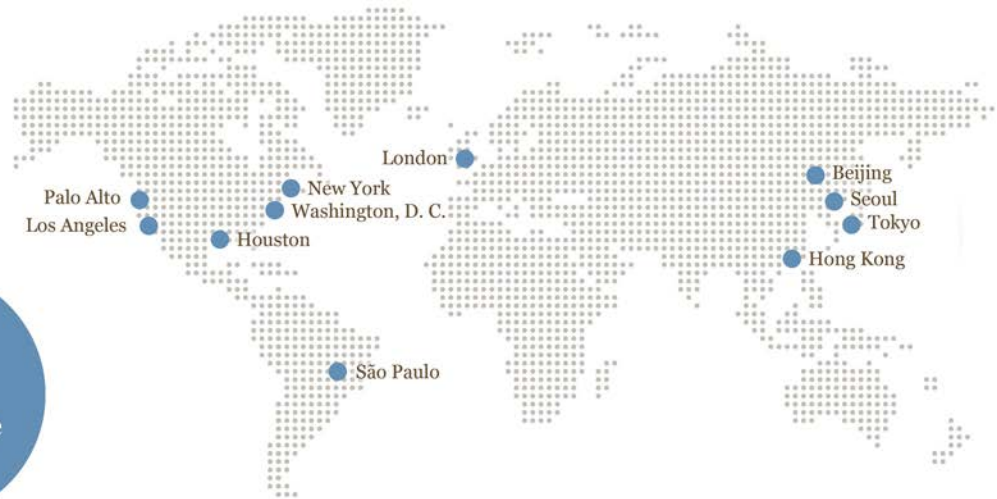 London
Beijing
New York
Palo Alto
Seoul
Washington, D. C.
Tokyo
Los Angeles
Houston
Hong Kong
São Paulo